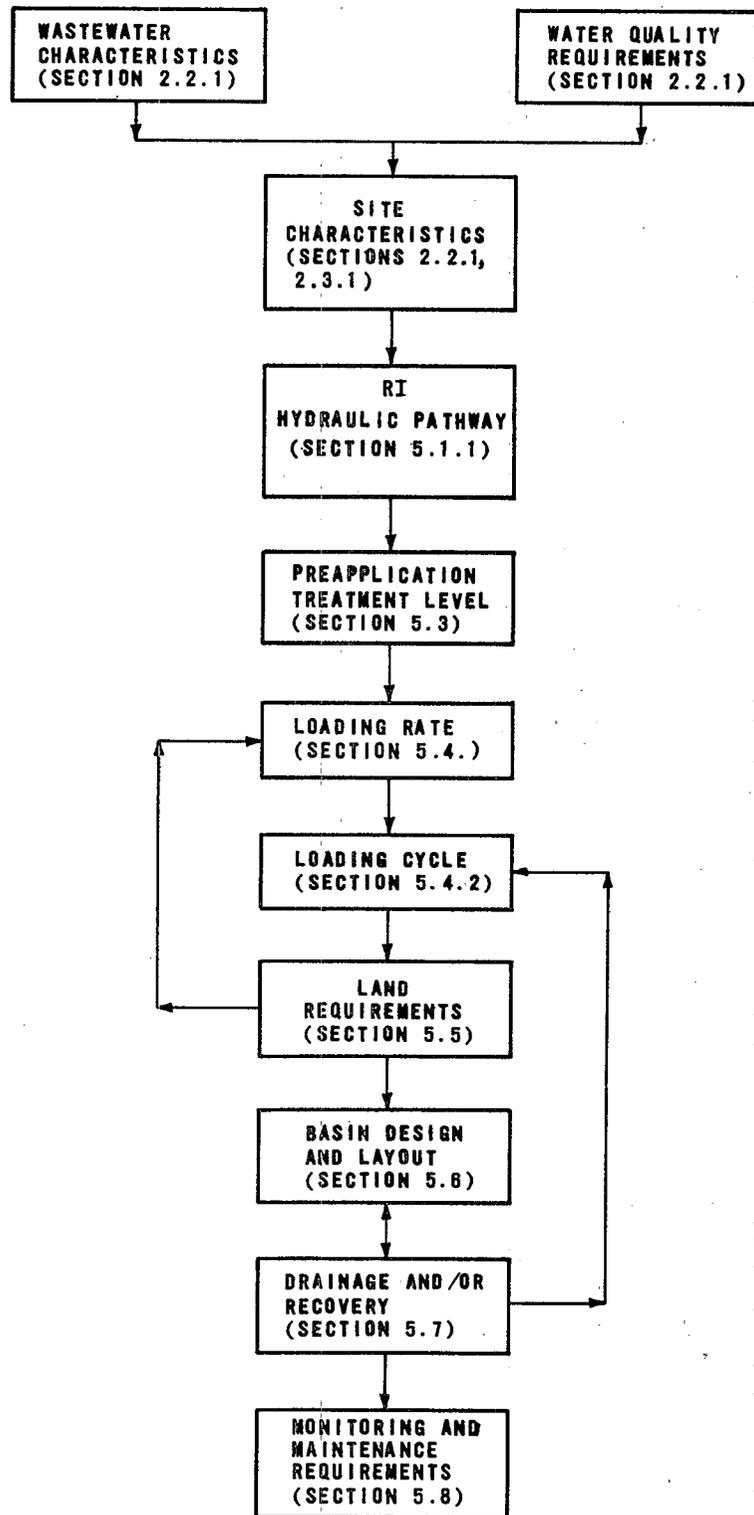 WASTEWATER
CHARACTERISTICS
(SECTION 2.2.1)
WATER QUALITY
REQUIREMENTS
(SECTION 2.2.1)
SITE
CHARACTERISTICS
(SECTIONS 2.2.1,
2.3.1)
RI
HYDRAULIC PATHWAY
(SECTION 5.1.1)
PREAPPLICATION
TREATMENT LEVEL
(SECTION 5.3)
LOADING RATE
(SECTION 5.4.)
LOADING CYCLE
(SECTION 5.4.2)
LAND
REQUIREMENTS
(SECTION 5.5)
BASIN DESIGN
AND LAYOUT
(SECTION 5.6)
DRAINAGE AND/OR
RECOVERY
(SECTION 5.7)
MONITORING AND
MAINTENANCE
REQUIREMENTS
(SECTION 5.8)